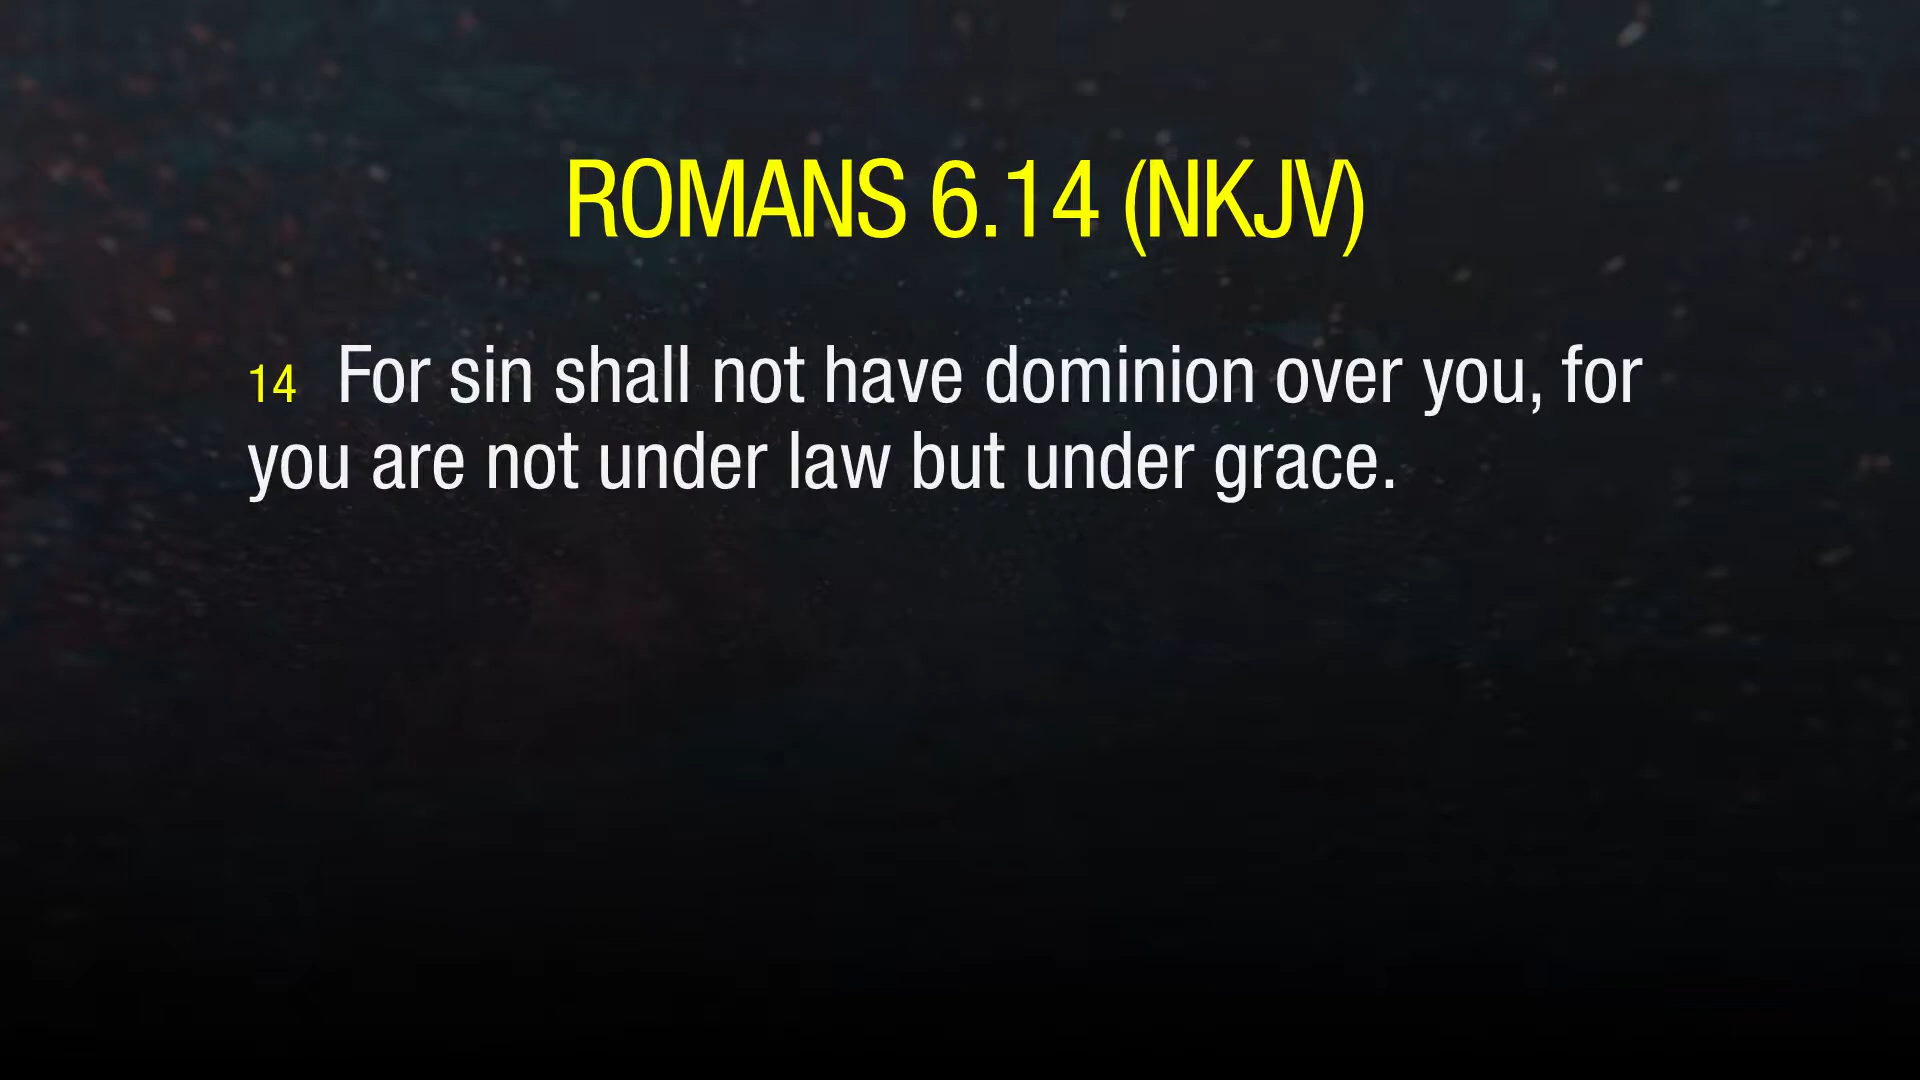 ROMANS 6.14 (NKJV)
14 For sin shall not have dominion over you, for
you are not under law but under grace.